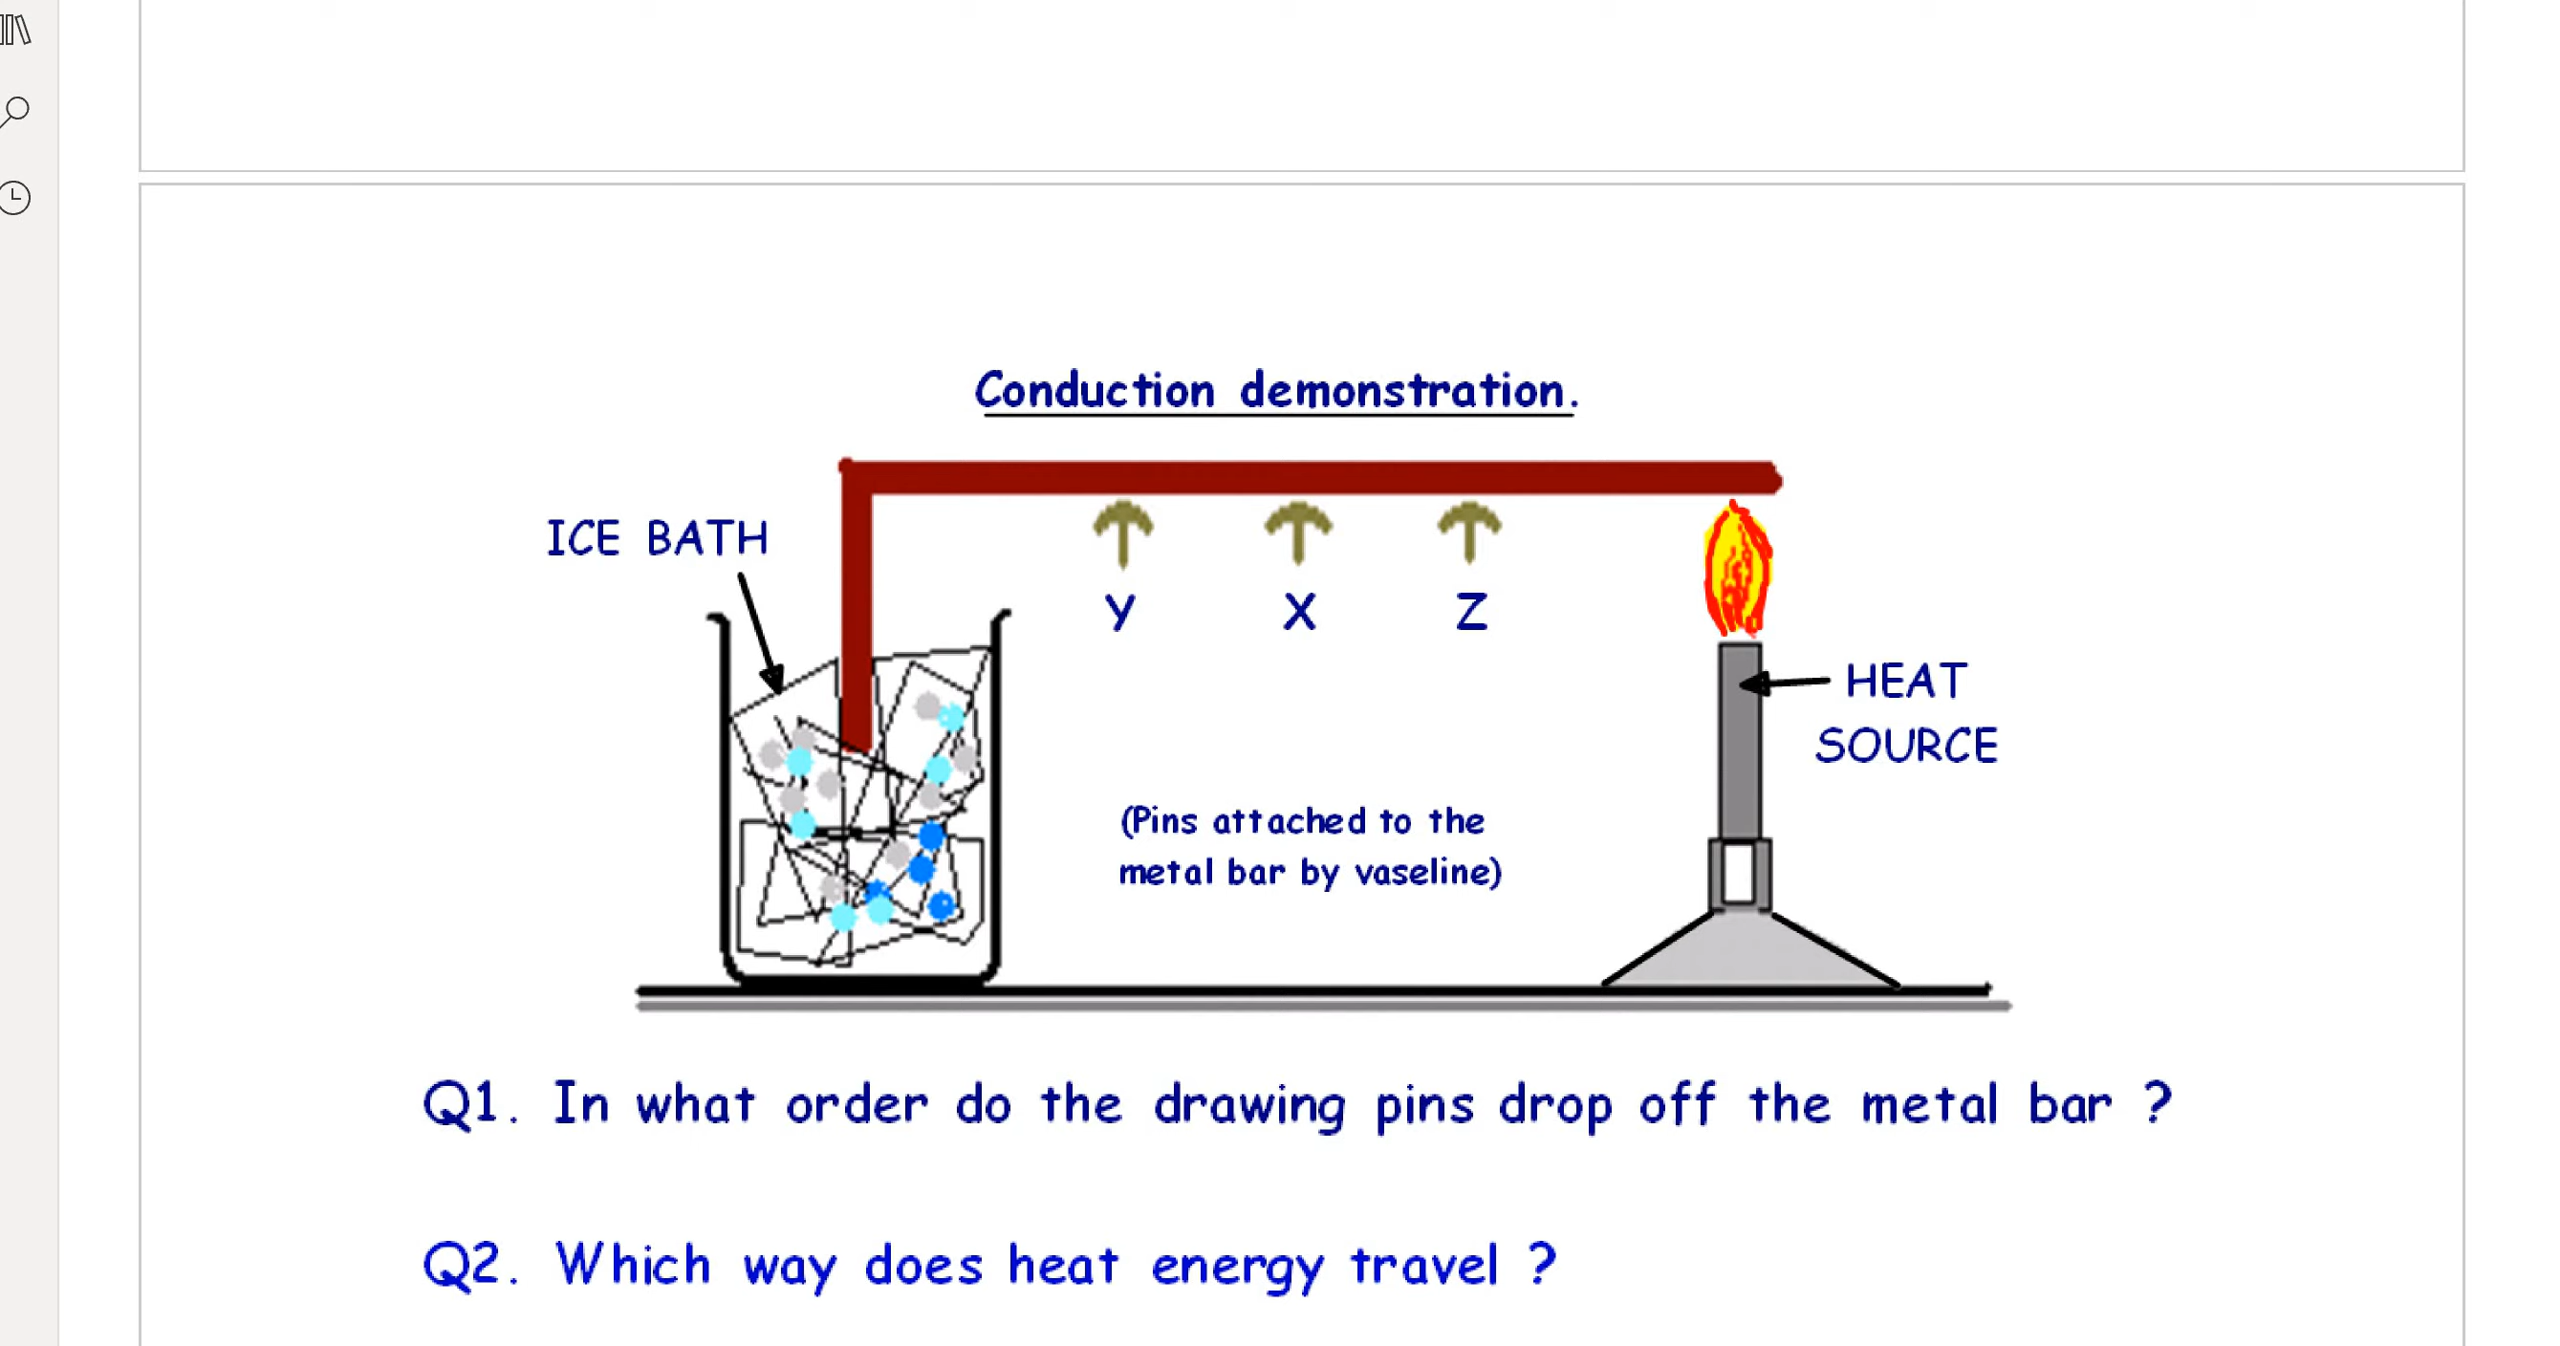 Conduction demonstration.
ICE BATH
Y X Z
HEAT
SOURCE
(Pins attached to the
metal bar by vaseline)
Q1. In what order do the drawing pins drop off the metal bar ?
Q2. Which way does heat energy travel ?